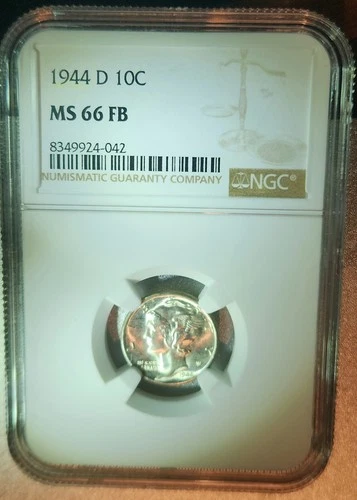 1944 D 10C
MS 66 FB
8349924-042
NUMISMATIC GUARANTY COMPANY
NGC®